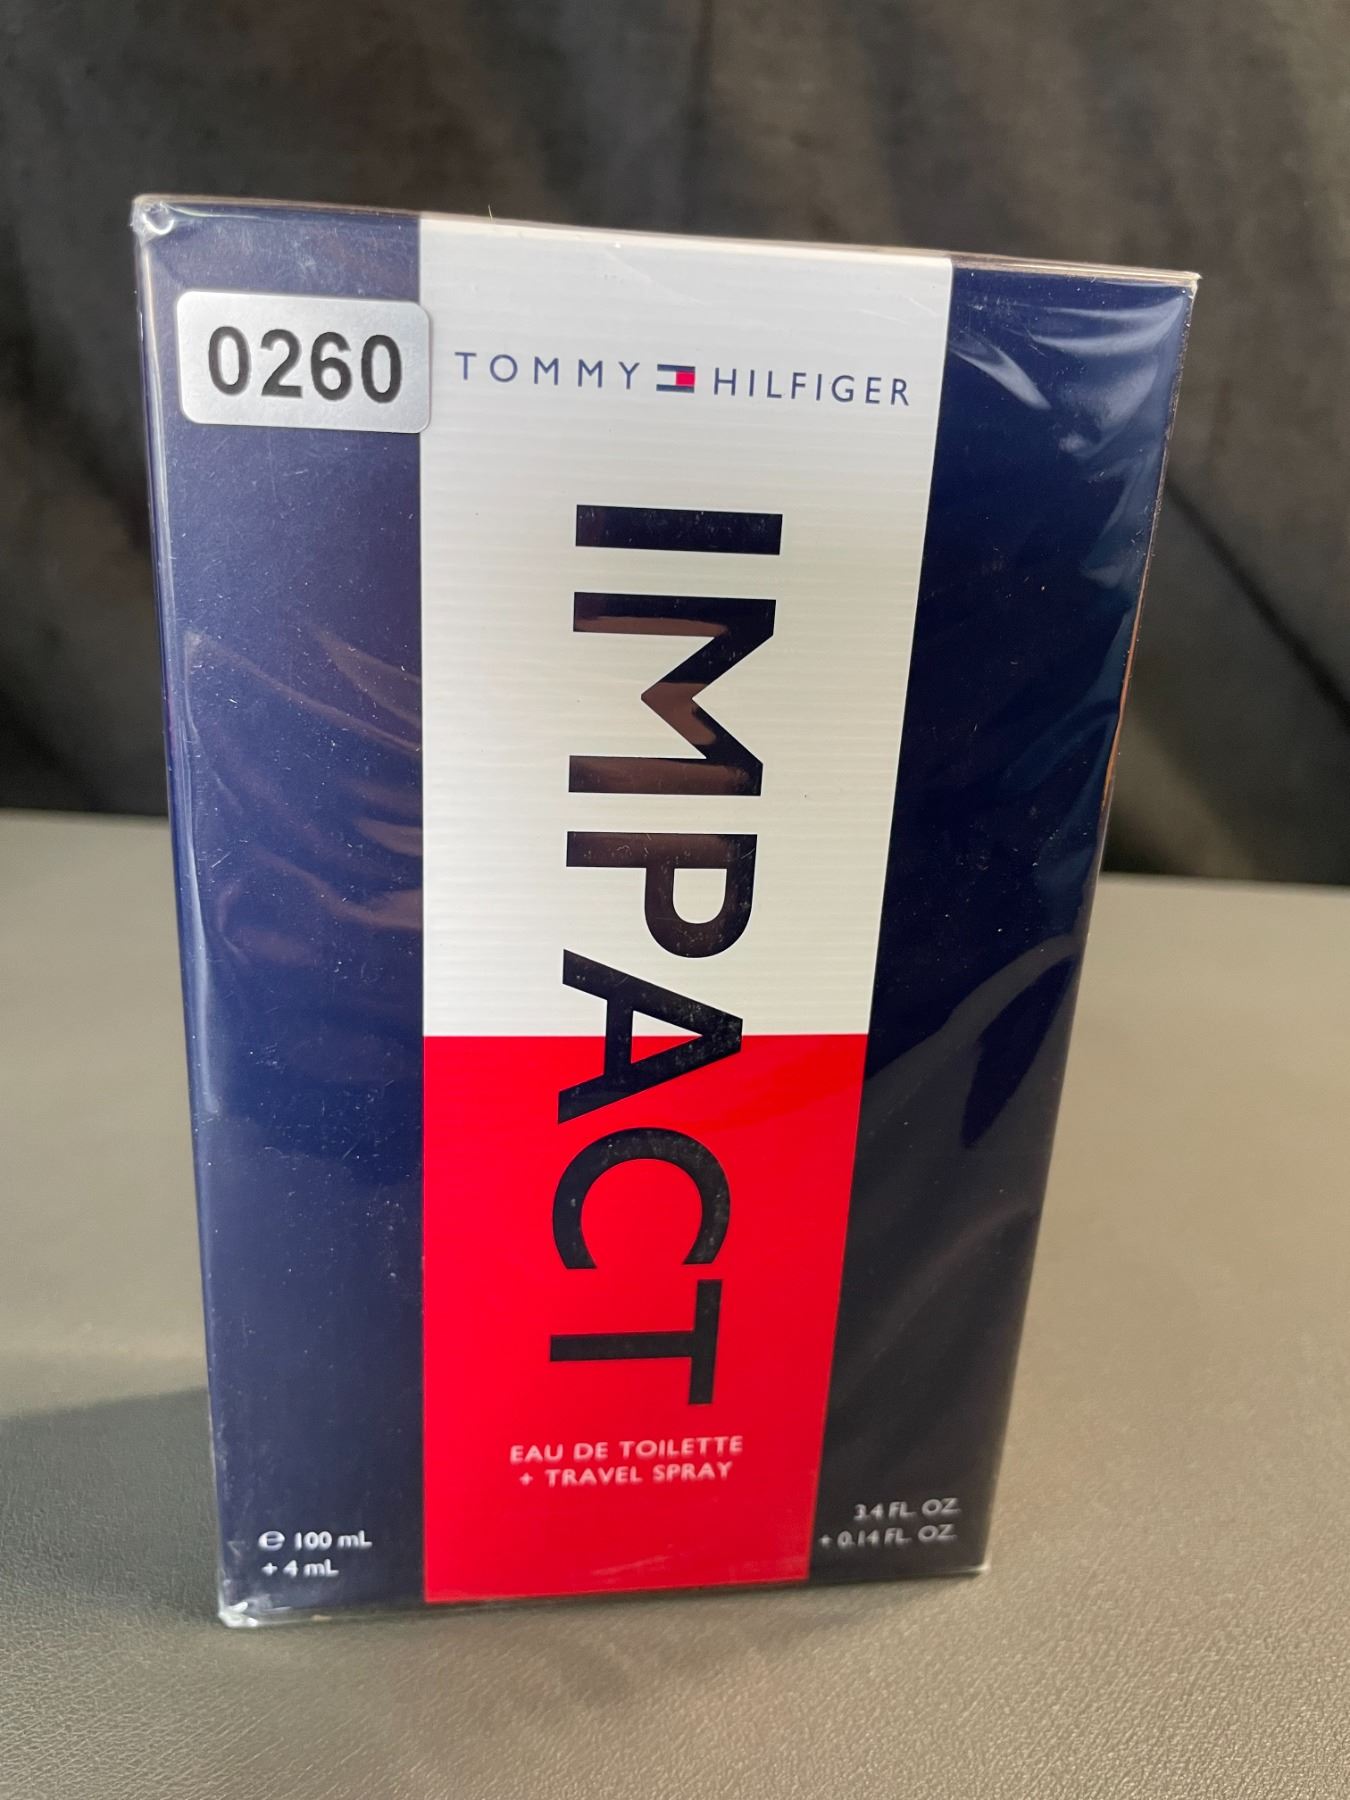 0260
TOMMY HILFIGER
IMPACT
EAU DE TOILETTE
+ TRAVEL SPRAY
℮ 100 mL
+ 4 mL
3.4 FL. OZ.
+ 0.14 FL. OZ.